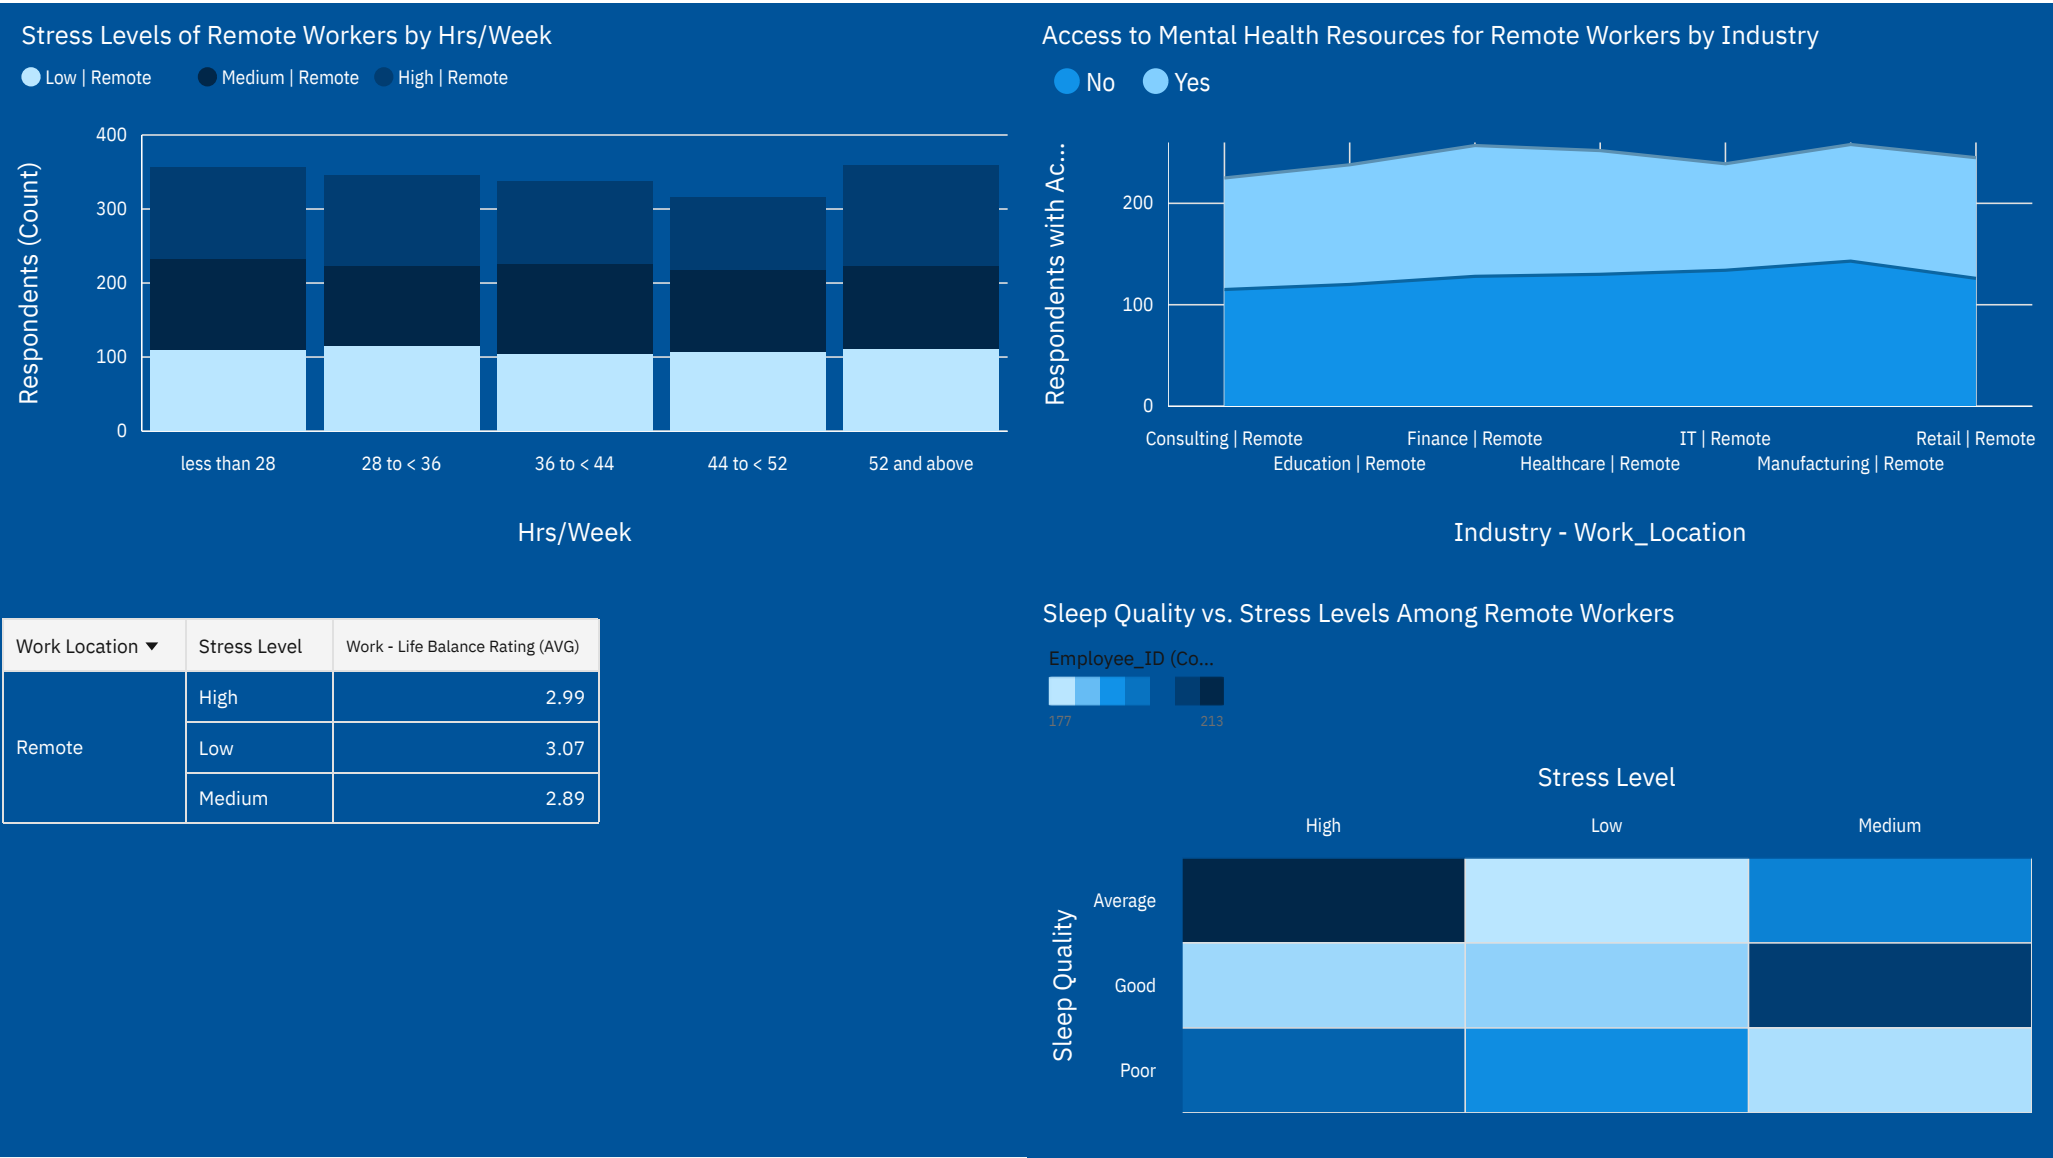 Stress Levels of Remote Workers by Hrs/Week
Low | Remote Medium | Remote High | Remote
Respondents (Count)
400
300
200
100
0
less than 28 28 to < 36 36 to < 44 44 to < 52 52 and above
Hrs/Week
Access to Mental Health Resources for Remote Workers by Industry
No Yes
Respondents with Ac...
200
100
0
Consulting | Remote Finance | Remote IT | Remote Retail | Remote
Education | Remote Healthcare | Remote Manufacturing | Remote
Industry - Work_Location
Work Location Stress Level Work - Life Balance Rating (AVG)
Remote
High 2.99
Low 3.07
Medium 2.89
Sleep Quality vs. Stress Levels Among Remote Workers
Employee_ID (Co...
177 213
Stress Level
High Low Medium
Sleep Quality
Average
Good
Poor